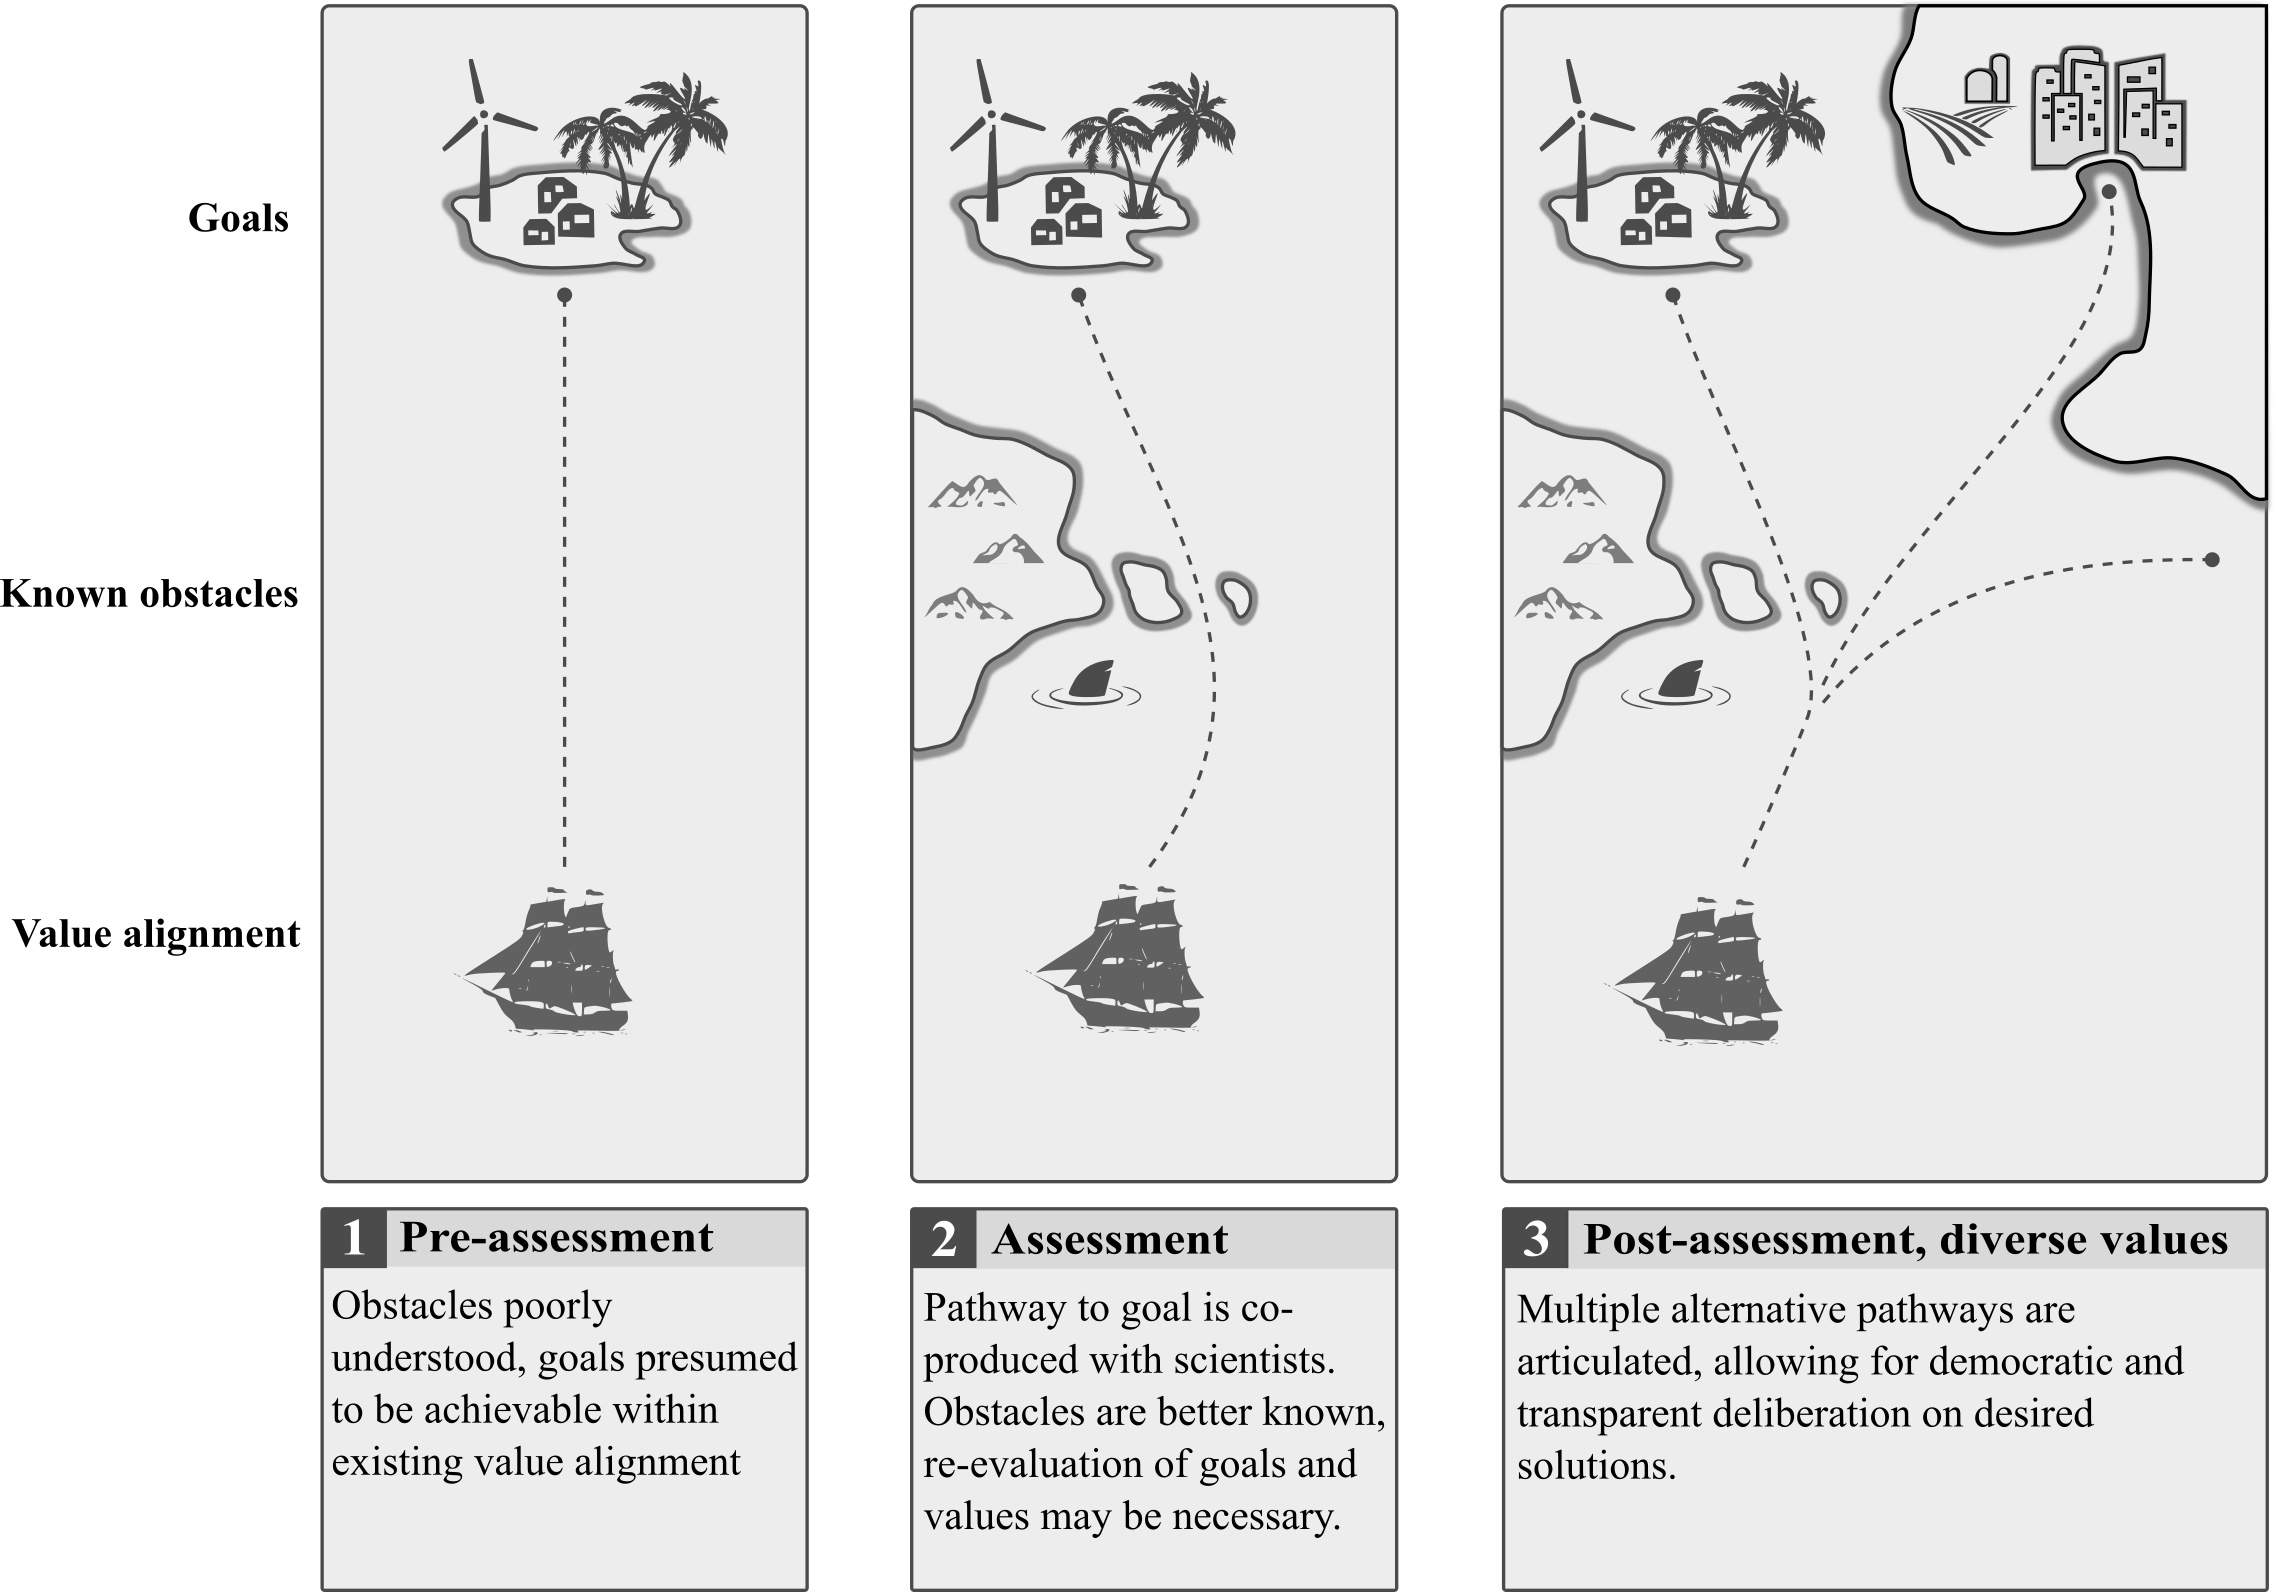 Goals
Known obstacles
Value alignment
1 Pre-assessment
Obstacles poorly
understood, goals presumed
to be achievable within
existing value alignment
2 Assessment
Pathway to goal is co-
produced with scientists.
Obstacles are better known,
re-evaluation of goals and
values may be necessary.
3 Post-assessment, diverse values
Multiple alternative pathways are
articulated, allowing for democratic and
transparent deliberation on desired
solutions.